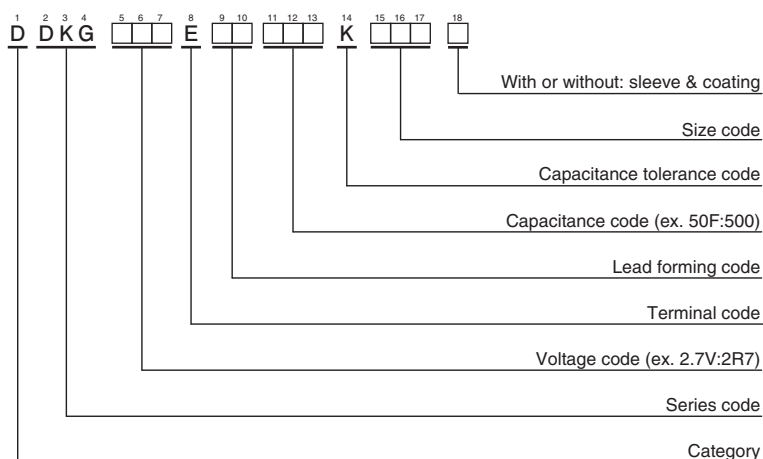 1 2 3 4 5 6 7 8 9 10 11 12 13 14 15 16 17 18
D DKG □□□ E □□ □□□ K □□□ □
With or without: sleeve & coating
Size code
Capacitance tolerance code
Capacitance code (ex. 50F:500)
Lead forming code
Terminal code
Voltage code (ex. 2.7V:2R7)
Series code
Category